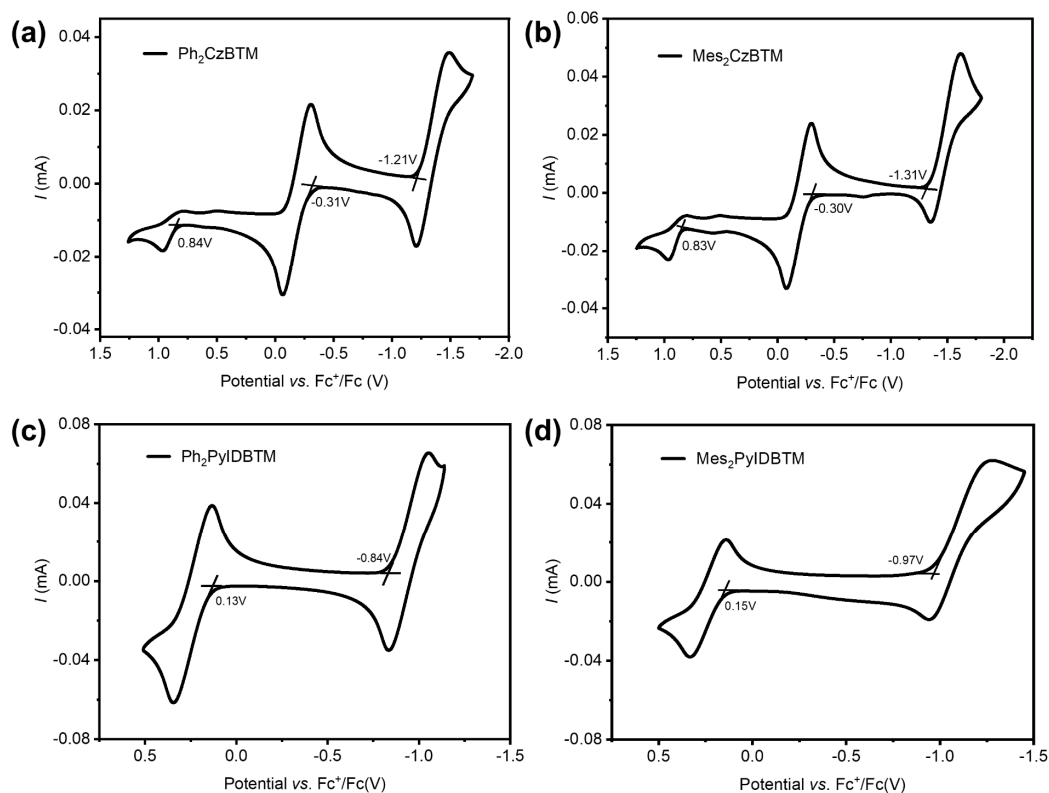 (a)
Ph₂CzBTM
0.04
0.02
0.00
-0.02
-0.04
I (mA)
-1.21V
-0.31V
0.84V
1.5 1.0 0.5 0.0 -0.5 -1.0 -1.5 -2.0
Potential vs. Fc⁺/Fc (V)
(b)
Mes₂CzBTM
0.06
0.04
0.02
0.00
-0.02
-0.04
I (mA)
-1.31V
-0.30V
0.83V
1.5 1.0 0.5 0.0 -0.5 -1.0 -1.5 -2.0
Potential vs. Fc⁺/Fc (V)
(c)
Ph₂PyIDBTM
0.08
0.04
0.00
-0.04
-0.08
I (mA)
-0.84V
0.13V
0.5 0.0 -0.5 -1.0 -1.5
Potential vs. Fc⁺/Fc(V)
(d)
Mes₂PyIDBTM
0.08
0.04
0.00
-0.04
-0.08
I (mA)
-0.97V
0.15V
0.5 0.0 -0.5 -1.0 -1.5
Potential vs. Fc⁺/Fc(V)